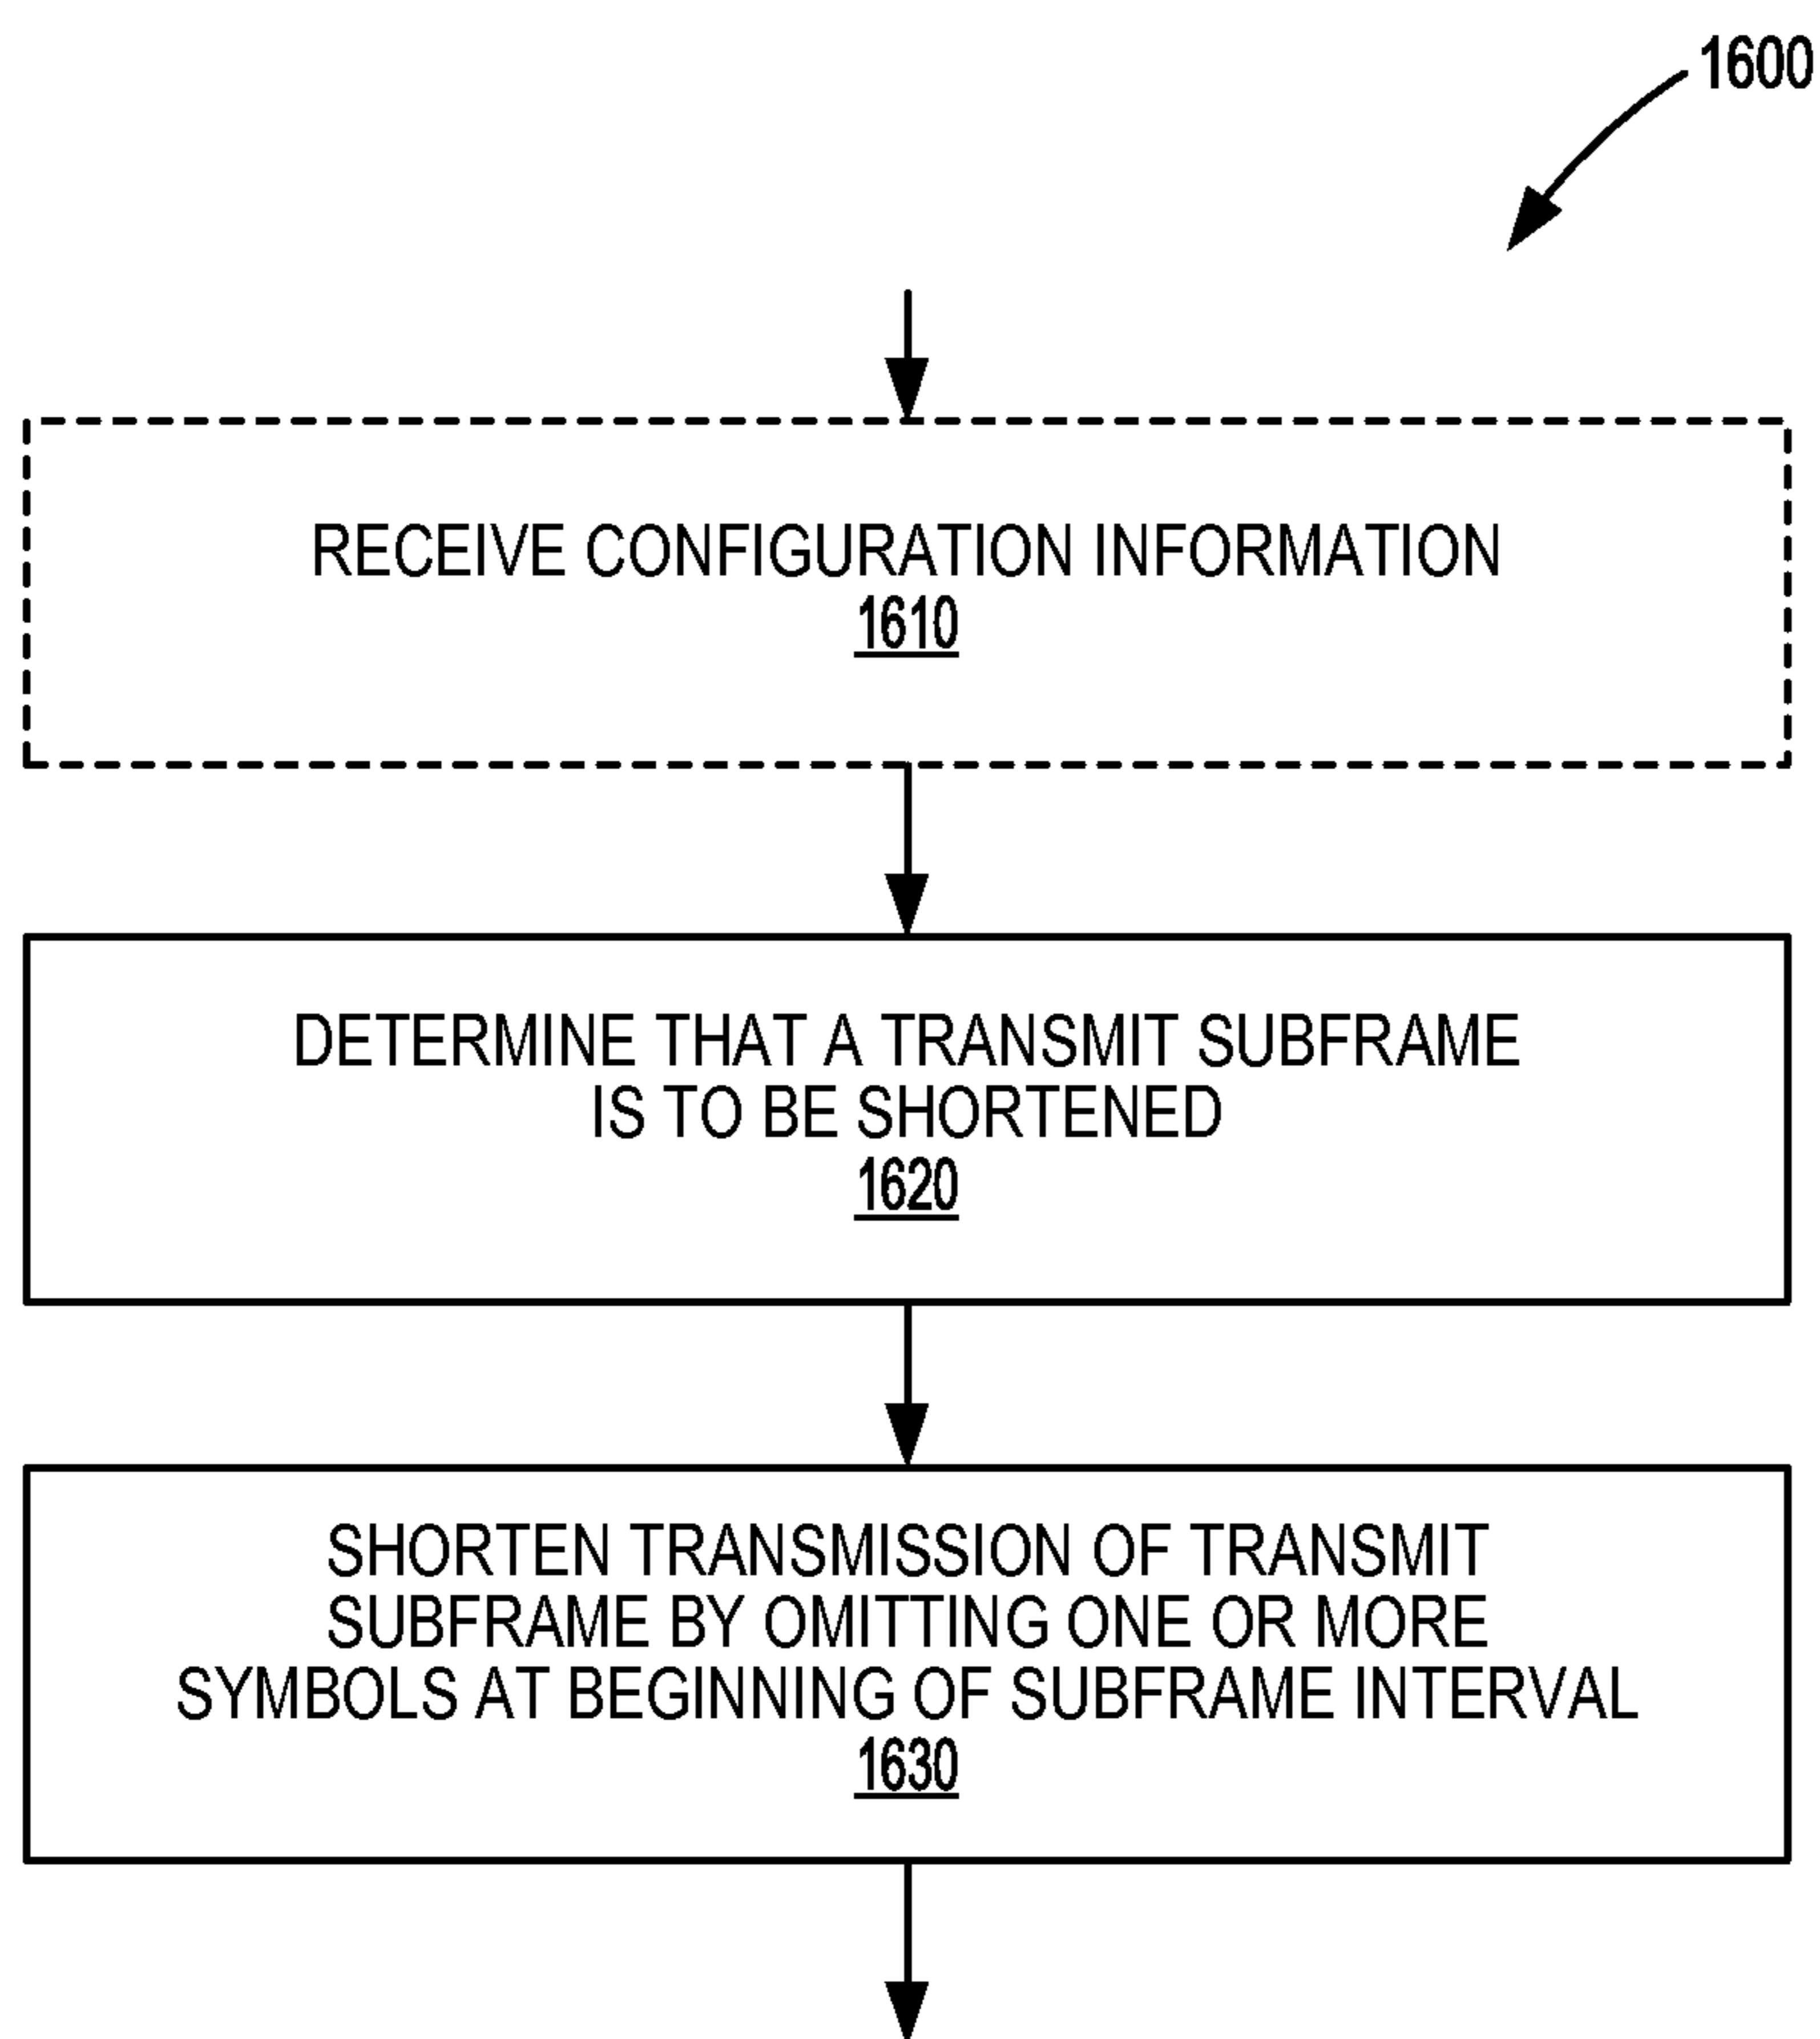 1600
RECEIVE CONFIGURATION INFORMATION
1610
DETERMINE THAT A TRANSMIT SUBFRAME
IS TO BE SHORTENED
1620
SHORTEN TRANSMISSION OF TRANSMIT
SUBFRAME BY OMITTING ONE OR MORE
SYMBOLS AT BEGINNING OF SUBFRAME INTERVAL
1630